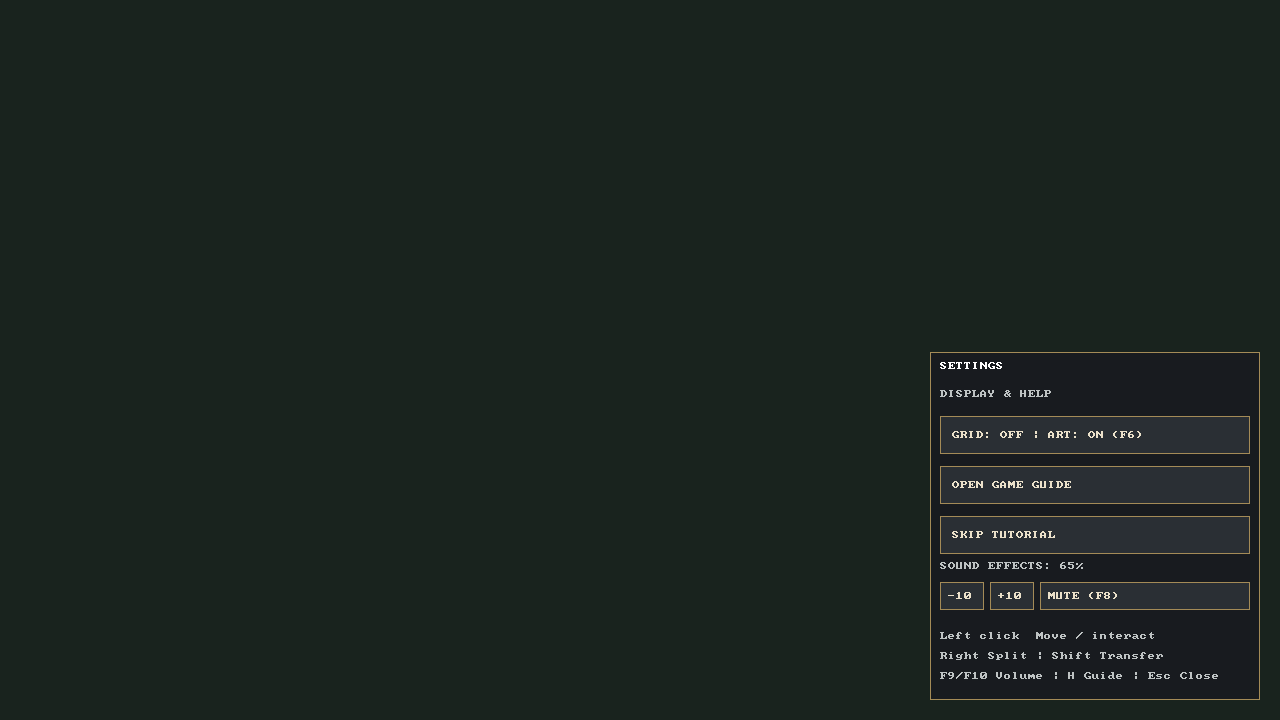 SETTINGS
DISPLAY & HELP
GRID: OFF ¦ ART: ON (F6)
OPEN GAME GUIDE
SKIP TUTORIAL
SOUND EFFECTS: 65%
-10 +10 MUTE (F8)
Left click  Move / interact
Right Split ¦ Shift Transfer
F9/F10 Volume ¦ H Guide ¦ Esc Close